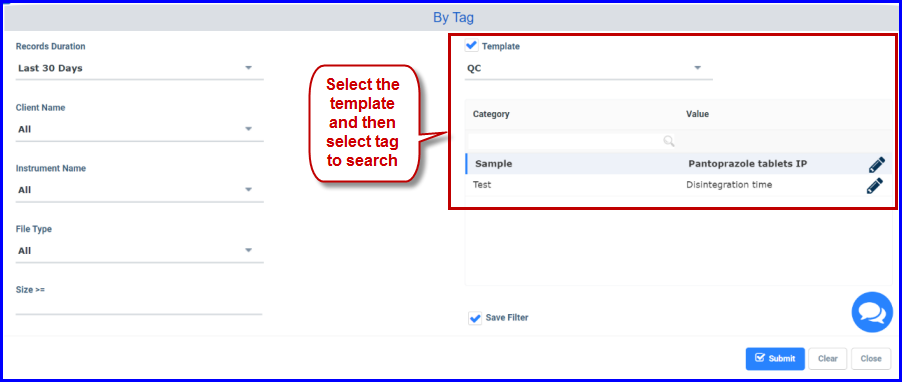 By Tag
Records Duration
Last 30 Days
Client Name
All
Instrument Name
All
File Type
All
Size >=
Select the
template
and then
select tag
to search
Template
QC
Category Value
Sample Pantoprazole tablets IP
Test Disintegration time
Save Filter
Submit Clear Close